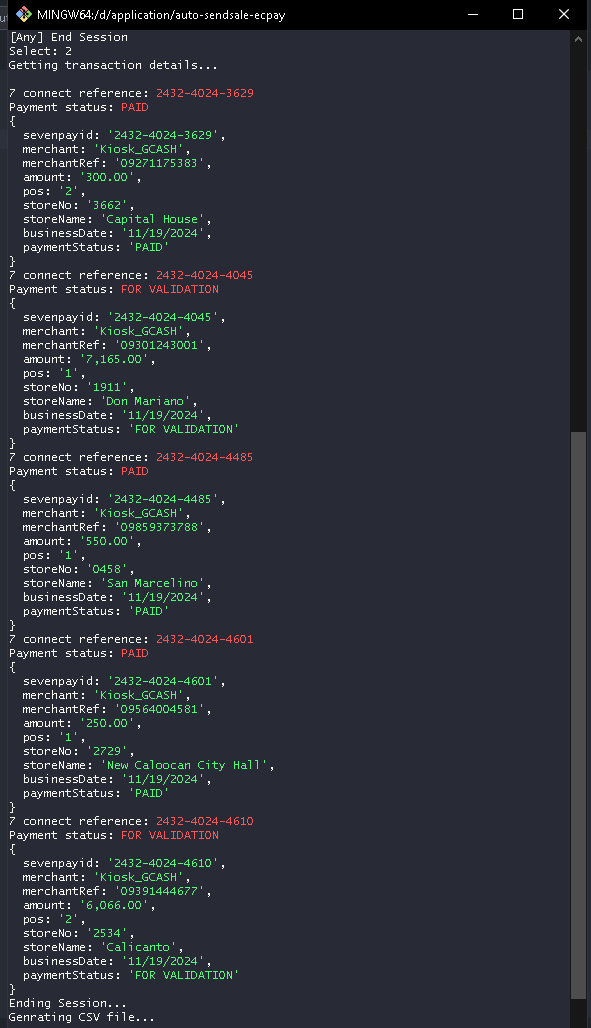 MINGW64:/d/application/auto-sendsale-ecpay
[Any] End Session
Select: 2
Getting transaction details...
7 connect reference: 2432-4024-3629
Payment status: PAID
{
sevenpayid: '2432-4024-3629',
merchant: 'Kiosk_GCASH',
merchantRef: '09271175383',
amount: '300.00',
pos: '2',
storeNo: '3662',
storeName: 'Capital House',
businessDate: '11/19/2024',
paymentStatus: 'PAID'
}
7 connect reference: 2432-4024-4045
Payment status: FOR VALIDATION
{
sevenpayid: '2432-4024-4045',
merchant: 'Kiosk_GCASH',
merchantRef: '09301243001',
amount: '7,165.00',
pos: '1',
storeNo: '1911',
storeName: 'Don Mariano',
businessDate: '11/19/2024',
paymentStatus: 'FOR VALIDATION'
}
7 connect reference: 2432-4024-4485
Payment status: PAID
{
sevenpayid: '2432-4024-4485',
merchant: 'Kiosk_GCASH',
merchantRef: '09859373788',
amount: '550.00',
pos: '1',
storeNo: '0458',
storeName: 'San Marcelino',
businessDate: '11/19/2024',
paymentStatus: 'PAID'
}
7 connect reference: 2432-4024-4601
Payment status: PAID
{
sevenpayid: '2432-4024-4601',
merchant: 'Kiosk_GCASH',
merchantRef: '09564004581',
amount: '250.00',
pos: '1',
storeNo: '2729',
storeName: 'New Caloocan City Hall',
businessDate: '11/19/2024',
paymentStatus: 'PAID'
}
7 connect reference: 2432-4024-4610
Payment status: FOR VALIDATION
{
sevenpayid: '2432-4024-4610',
merchant: 'Kiosk_GCASH',
merchantRef: '09391444677',
amount: '6,066.00',
pos: '2',
storeNo: '2534',
storeName: 'Calicanto',
businessDate: '11/19/2024',
paymentStatus: 'FOR VALIDATION'
}
Ending Session...
Genrating CSV file...